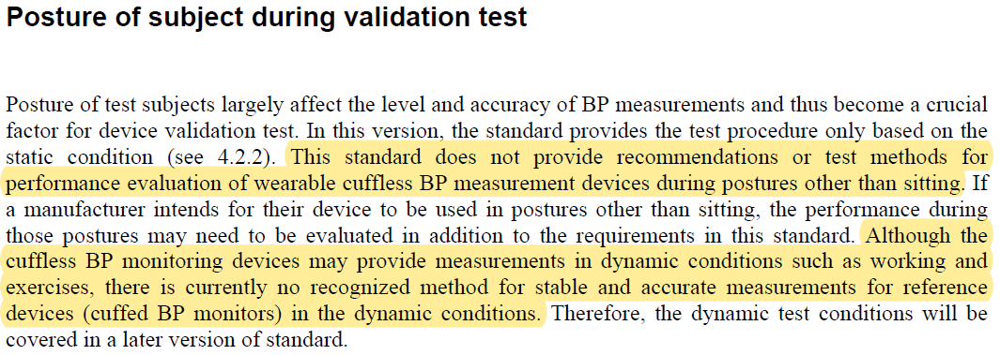 Posture of subject during validation test
Posture of test subjects largely affect the level and accuracy of BP measurements and thus become a crucial
factor for device validation test. In this version, the standard provides the test procedure only based on the
static condition (see 4.2.2). This standard does not provide recommendations or test methods for
performance evaluation of wearable cuffless BP measurement devices during postures other than sitting. If
a manufacturer intends for their device to be used in postures other than sitting, the performance during
those postures may need to be evaluated in addition to the requirements in this standard. Although the
cuffless BP monitoring devices may provide measurements in dynamic conditions such as working and
exercises, there is currently no recognized method for stable and accurate measurements for reference
devices (cuffed BP monitors) in the dynamic conditions. Therefore, the dynamic test conditions will be
covered in a later version of standard.